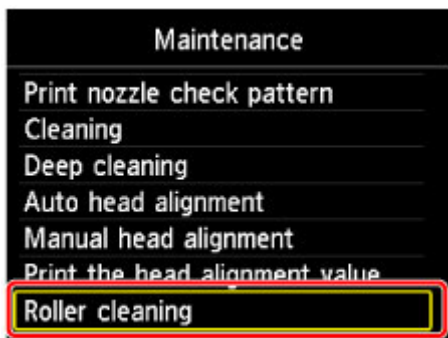 Maintenance
Print nozzle check pattern
Cleaning
Deep cleaning
Auto head alignment
Manual head alignment
Print the head alignment value
Roller cleaning